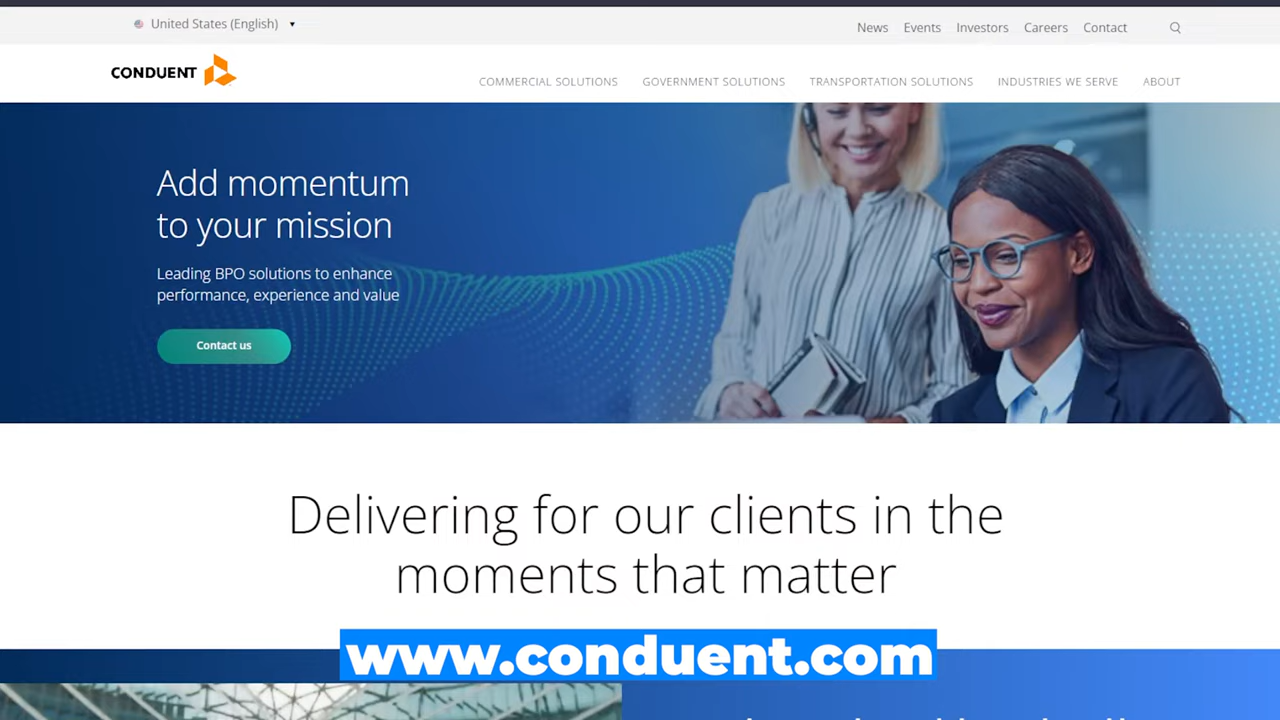 United States (English)
News Events Investors Careers Contact
CONDUENT
COMMERCIAL SOLUTIONS GOVERNMENT SOLUTIONS TRANSPORTATION SOLUTIONS INDUSTRIES WE SERVE ABOUT
Add momentum
to your mission
Leading BPO solutions to enhance
performance, experience and value
Contact us
Delivering for our clients in the
moments that matter
www.conduent.com